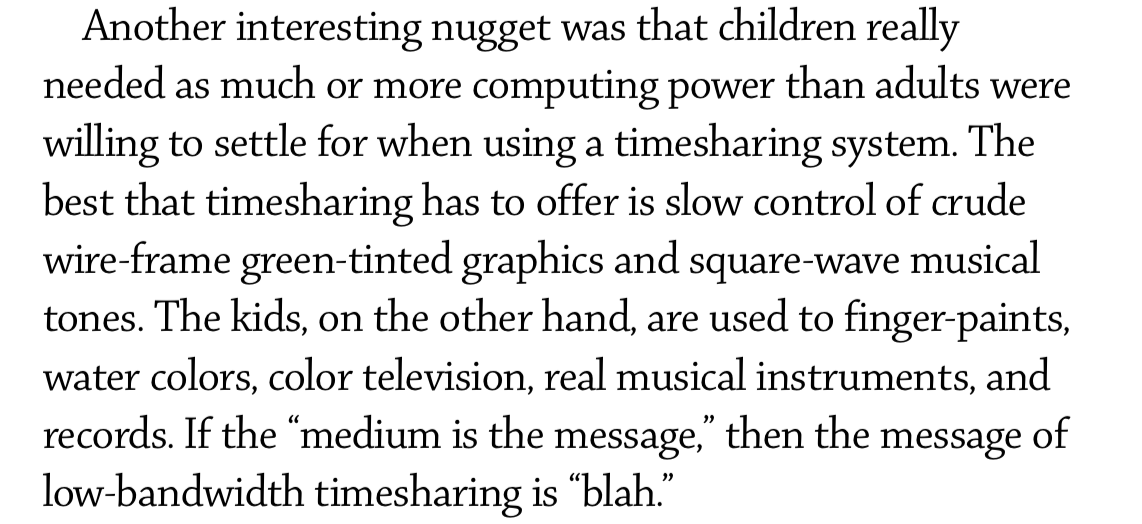 Another interesting nugget was that children really
needed as much or more computing power than adults were
willing to settle for when using a timesharing system. The
best that timesharing has to offer is slow control of crude
wire-frame green-tinted graphics and square-wave musical
tones. The kids, on the other hand, are used to finger-paints,
water colors, color television, real musical instruments, and
records. If the “medium is the message,” then the message of
low-bandwidth timesharing is “blah.”